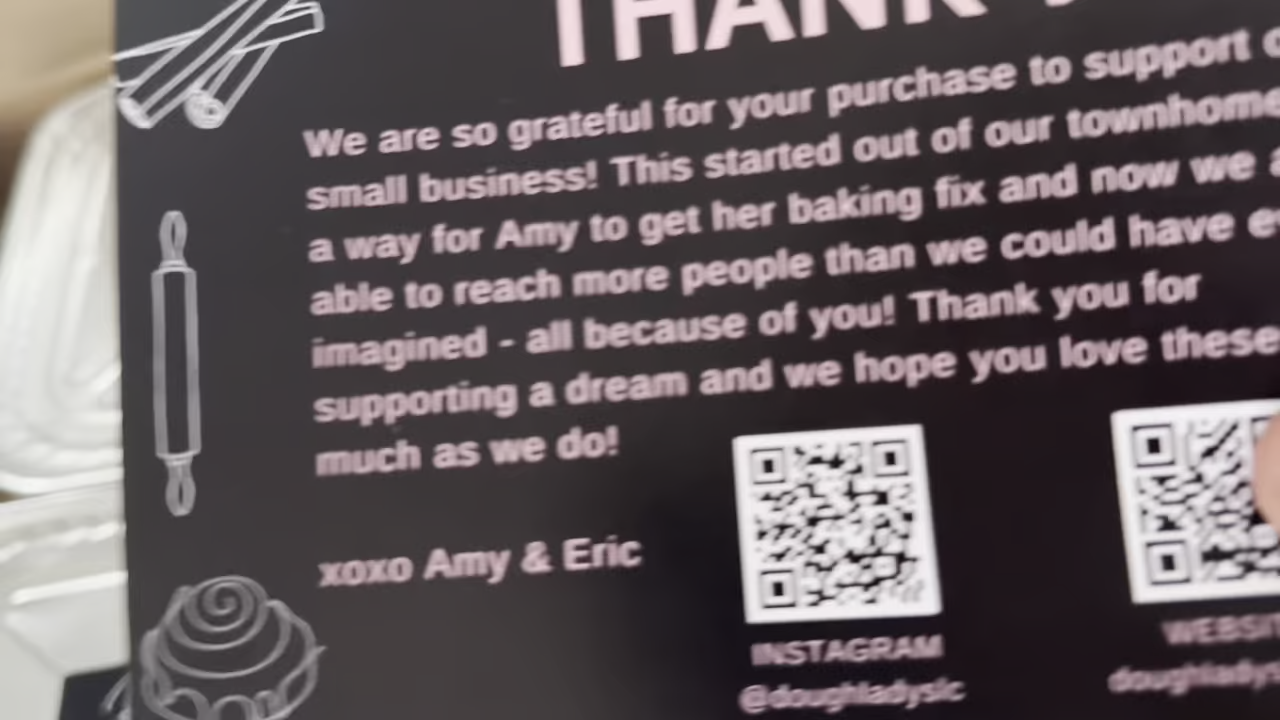 THANK
We are so grateful for your purchase to support
small business! This started out of our townhome
a way for Amy to get her baking fix and now we
able to reach more people than we could have
imagined - all because of you! Thank you for
supporting a dream and we hope you love these
much as we do!
xoxo Amy & Eric
INSTAGRAM
@doughladyslc